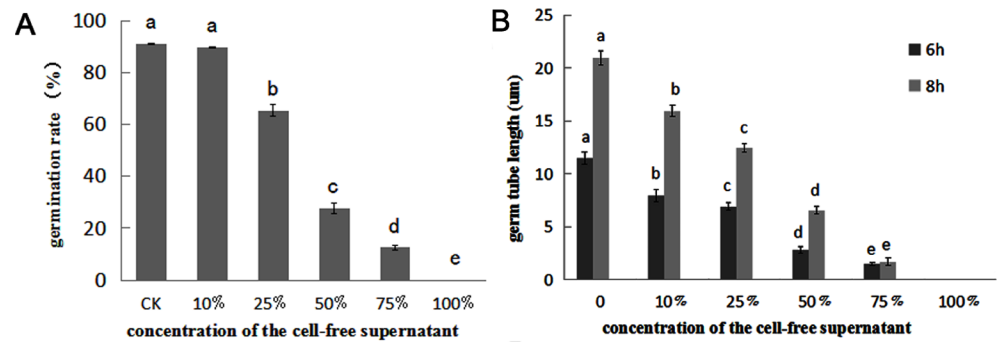 A
100
80
60
40
20
0
germination rate (%)
a a b c d e
CK 10% 25% 50% 75% 100%
concentration of the cell-free supernatant
B
25
20
15
10
5
0
germ tube length (um)
a a b b c c d d e e
6h
8h
0 10% 25% 50% 75% 100%
concentration of the cell-free supernatant